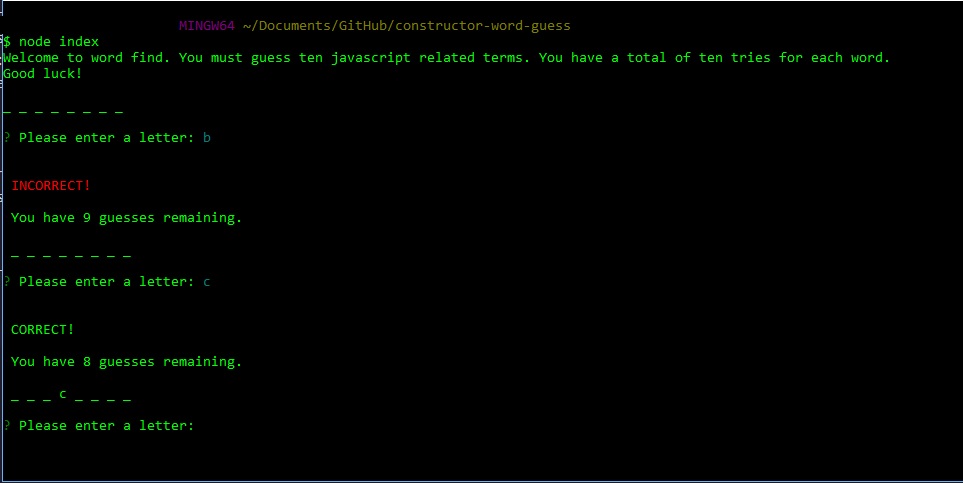 MINGW64 ~/Documents/GitHub/constructor-word-guess
$ node index
Welcome to word find. You must guess ten javascript related terms. You have a total of ten tries for each word.
Good luck!
_ _ _ _ _ _ _ _
? Please enter a letter: b
INCORRECT!
You have 9 guesses remaining.
_ _ _ _ _ _ _ _
? Please enter a letter: c
CORRECT!
You have 8 guesses remaining.
_ _ _ c _ _ _ _
? Please enter a letter: